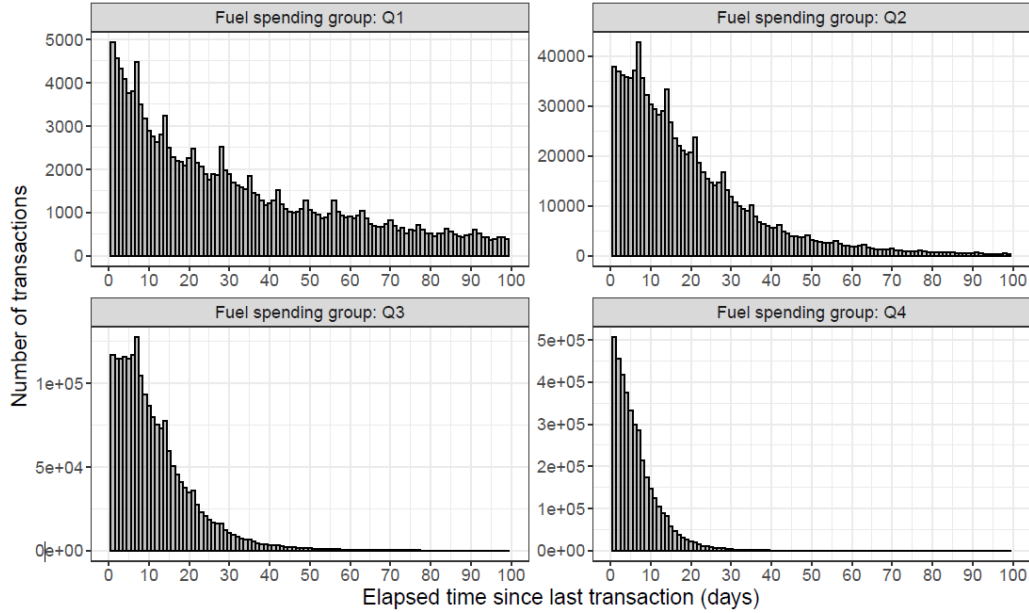 Fuel spending group: Q1
5000
4000
3000
2000
1000
0
0 10 20 30 40 50 60 70 80 90 100
Fuel spending group: Q2
40000
30000
20000
10000
0
0 10 20 30 40 50 60 70 80 90 100
Number of transactions
Fuel spending group: Q3
1e+05
5e+04
0e+00
0 10 20 30 40 50 60 70 80 90 100
Fuel spending group: Q4
5e+05
4e+05
3e+05
2e+05
1e+05
0e+00
0 10 20 30 40 50 60 70 80 90 100
Elapsed time since last transaction (days)